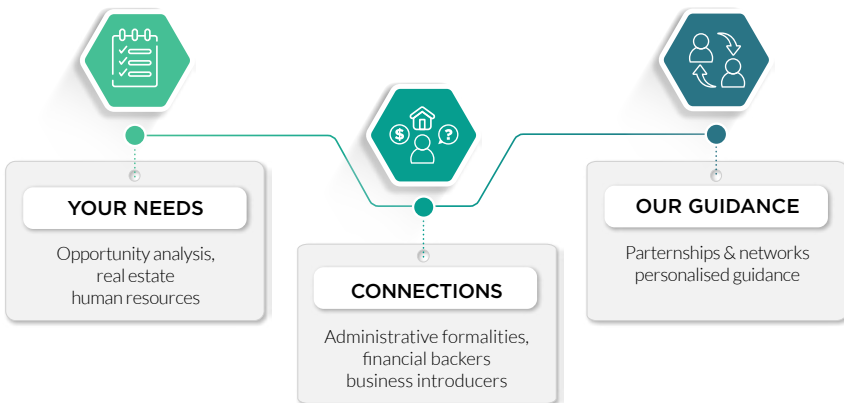 YOUR NEEDS
Opportunity analysis,
real estate
human resources
$
?
CONNECTIONS
Administrative formalities,
financial backers
business introducers
OUR GUIDANCE
Parternships & networks
personalised guidance